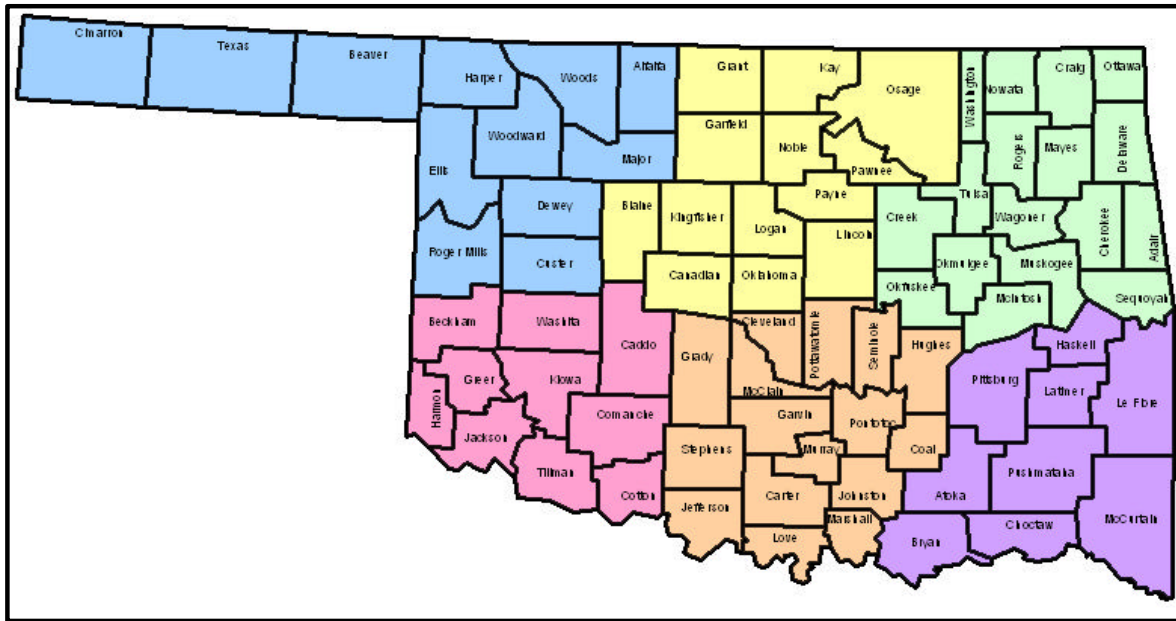 Cimarron
Texas
Beaver
Harper
Woods
Alfalfa
Grant
Kay
Osage
Washington
Nowata
Craig
Ottawa
Woodward
Major
Garfield
Noble
Pawnee
Rogers
Mayes
Delaware
Ellis
Dewey
Blaine
Kingfisher
Logan
Payne
Lincoln
Creek
Tulsa
Wagoner
Cherokee
Adair
Roger Mills
Custer
Canadian
Oklahoma
Okfuskee
Okmulgee
Muskogee
McIntosh
Sequoyah
Beckham
Washita
Caddo
Grady
Cleveland
Pottawatomie
Seminole
Hughes
Pittsburg
Haskell
Latimer
Le Flore
Harmon
Greer
Kiowa
Comanche
McClain
Garvin
Pontotoc
Coal
Jackson
Tillman
Cotton
Stephens
Murray
Jefferson
Carter
Johnston
Atoka
Pushmataha
McCurtain
Marshall
Love
Bryan
Choctaw